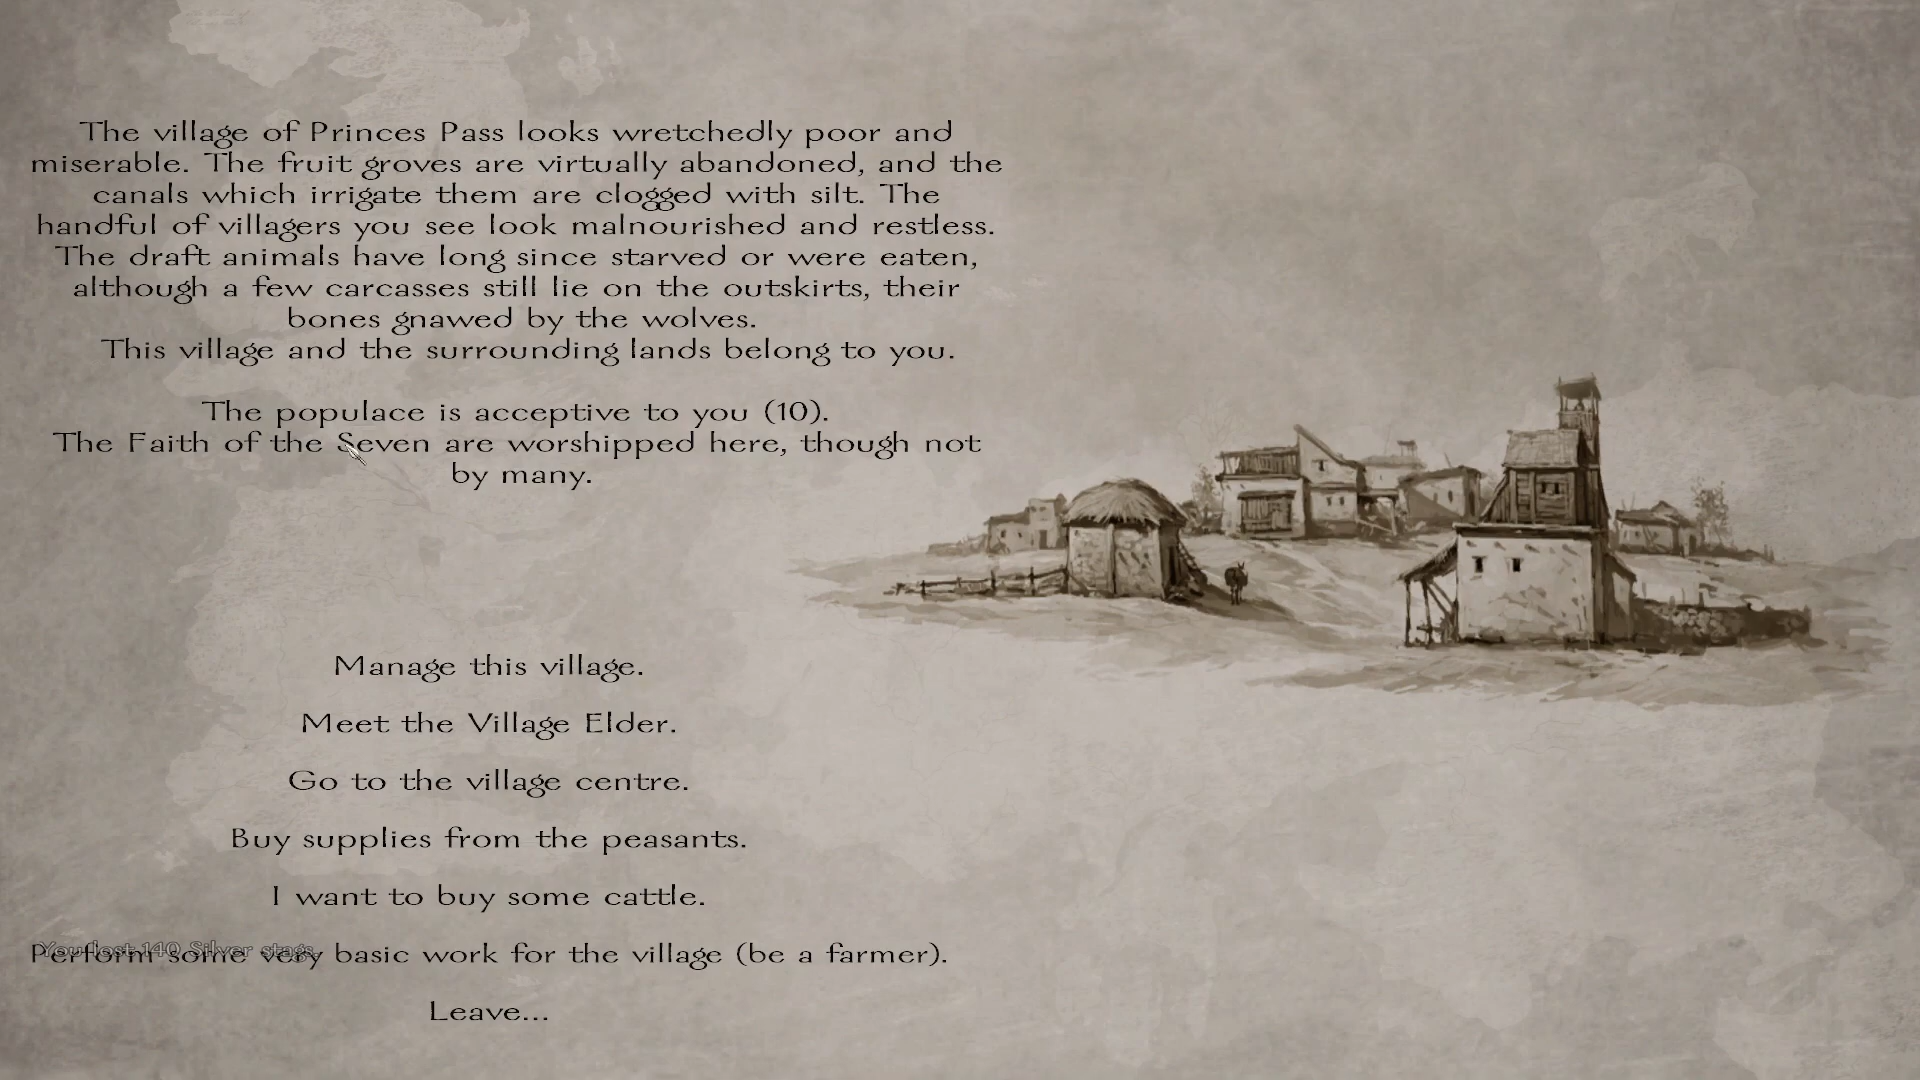 The village of Princes Pass looks wretchedly poor and
miserable. The fruit groves are virtually abandoned, and the
canals which irrigate them are clogged with silt. The
handful of villagers you see look malnourished and restless.
The draft animals have long since starved or were eaten,
although a few carcasses still lie on the outskirts, their
bones gnawed by the wolves.
This village and the surrounding lands belong to you.
The populace is acceptive to you (10).
The Faith of the Seven are worshipped here, though not
by many.
Manage this village.
Meet the Village Elder.
Go to the village centre.
Buy supplies from the peasants.
I want to buy some cattle.
You lost 140 Silver stags.
Perform some very basic work for the village (be a farmer).
Leave...